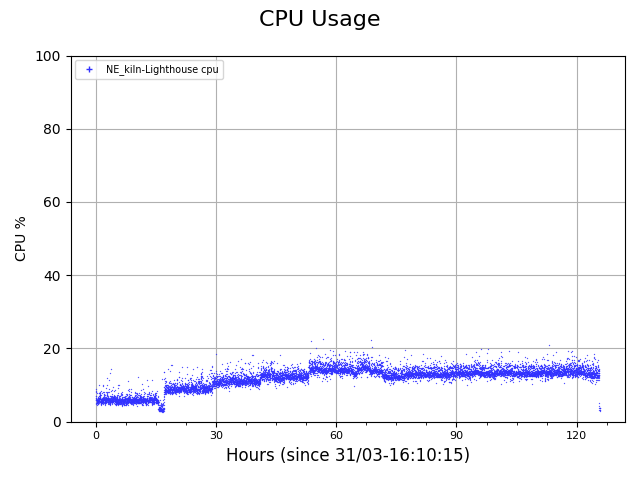 CPU Usage
NE_kiln-Lighthouse cpu
CPU %
100
80
60
40
20
0
0 30 60 90 120
Hours (since 31/03-16:10:15)